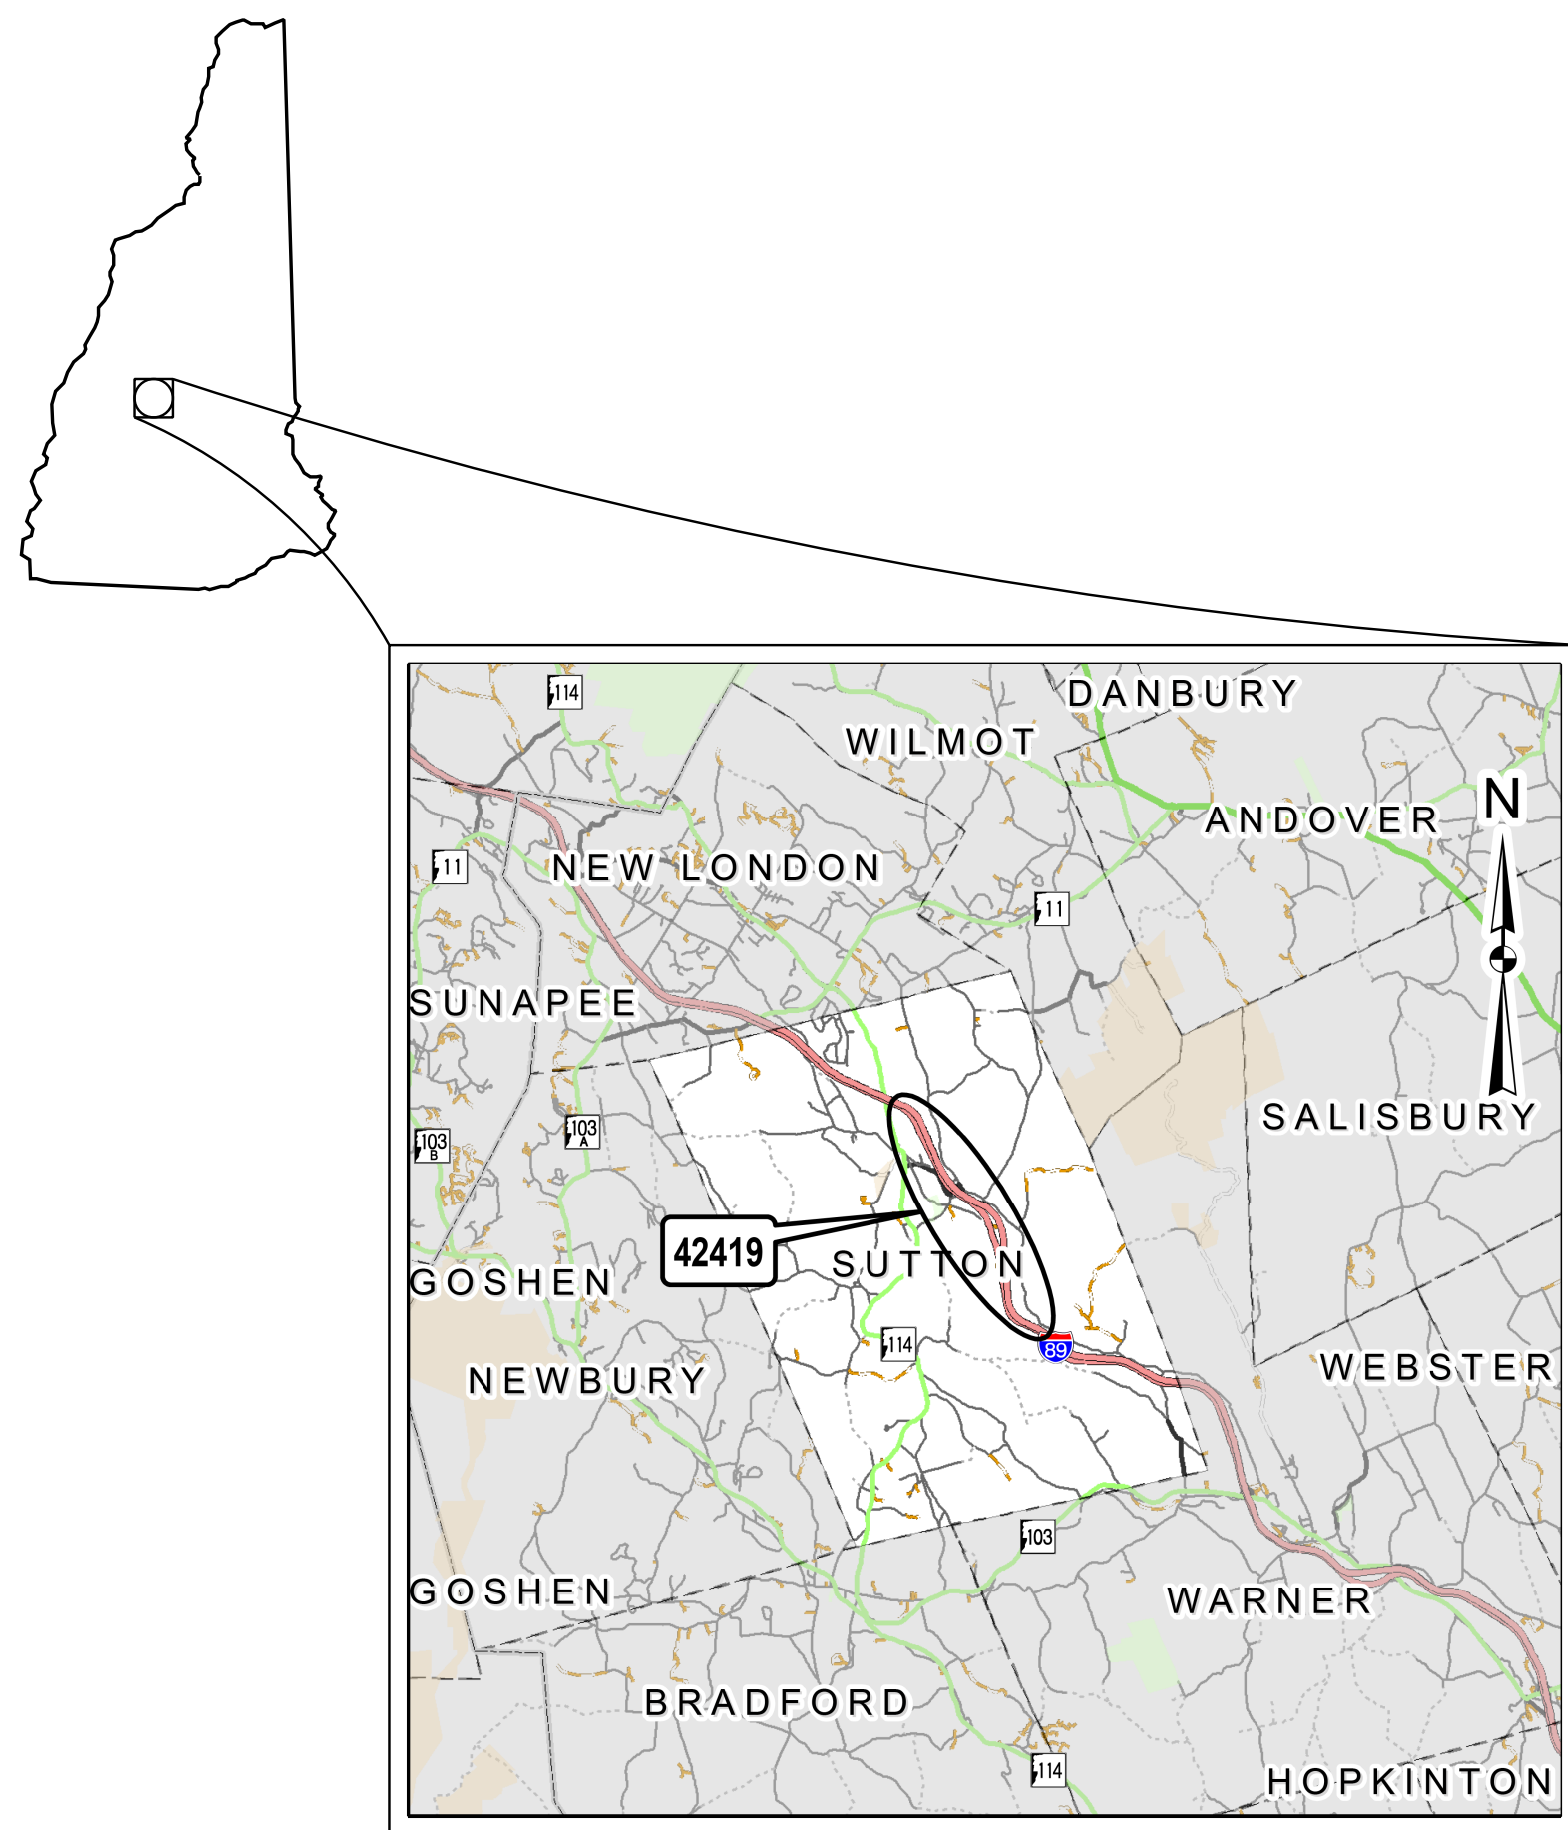 114
DANBURY
WILMOT
N
ANDOVER
11
NEW LONDON
11
SUNAPEE
SALISBURY
103
A
103
B
42419
SUTTON
GOSHEN
114
89
WEBSTER
NEWBURY
103
GOSHEN
WARNER
BRADFORD
114
HOPKINTON